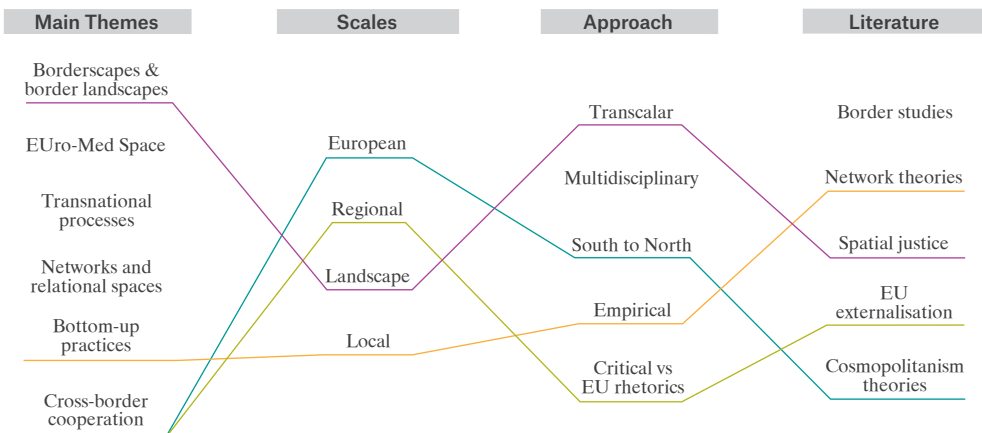 Main Themes
Scales
Approach
Literature
Borderscapes &
border landscapes
EUro-Med Space
Transnational
processes
Networks and
relational spaces
Bottom-up
practices
Cross-border
cooperation
European
Regional
Landscape
Local
Transcalar
Multidisciplinary
South to North
Empirical
Critical vs
EU rhetorics
Border studies
Network theories
Spatial justice
EU
externalisation
Cosmopolitanism
theories